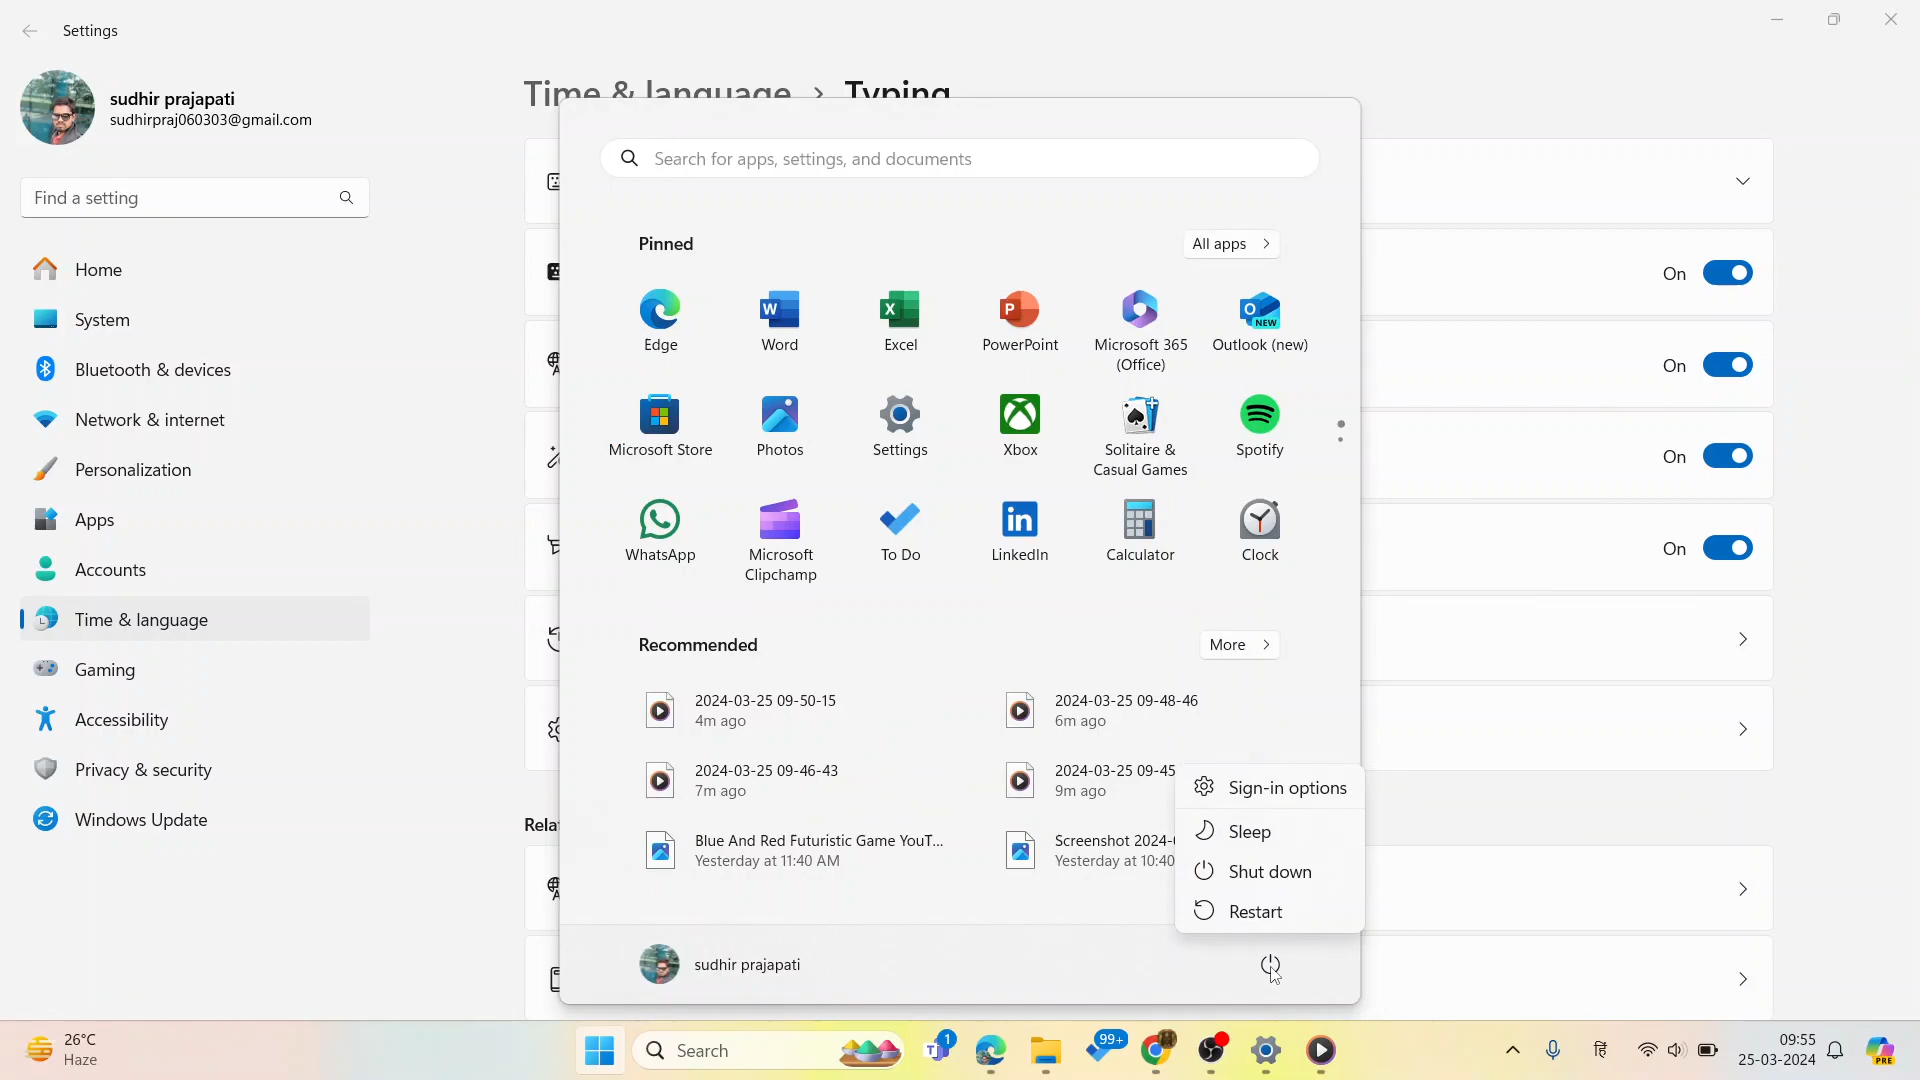 Settings
sudhir prajapati
sudhirpraj060303@gmail.com
Find a setting
Home
System
Bluetooth & devices
Network & internet
Personalization
Apps
Accounts
Time & language
Gaming
Accessibility
Privacy & security
Windows Update
Time & language > Typing
On
On
On
On
Search for apps, settings, and documents
Pinned
All apps
Edge
Word
W
Excel
X
PowerPoint
P
Microsoft 365
(Office)
Outlook (new)
O
NEW
Microsoft Store
Photos
Settings
Xbox
Solitaire &
Casual Games
Spotify
WhatsApp
Microsoft
Clipchamp
To Do
LinkedIn
in
Calculator
Clock
Recommended
More
2024-03-25 09-50-15
4m ago
2024-03-25 09-48-46
6m ago
2024-03-25 09-46-43
7m ago
2024-03-25 09-45
9m ago
Blue And Red Futuristic Game YouT...
Yesterday at 11:40 AM
Screenshot 2024-
Yesterday at 10:40
Sign-in options
Sleep
Shut down
Restart
sudhir prajapati
26°C
Haze
Search
1
99+
हिं
09:55
25-03-2024
PRE